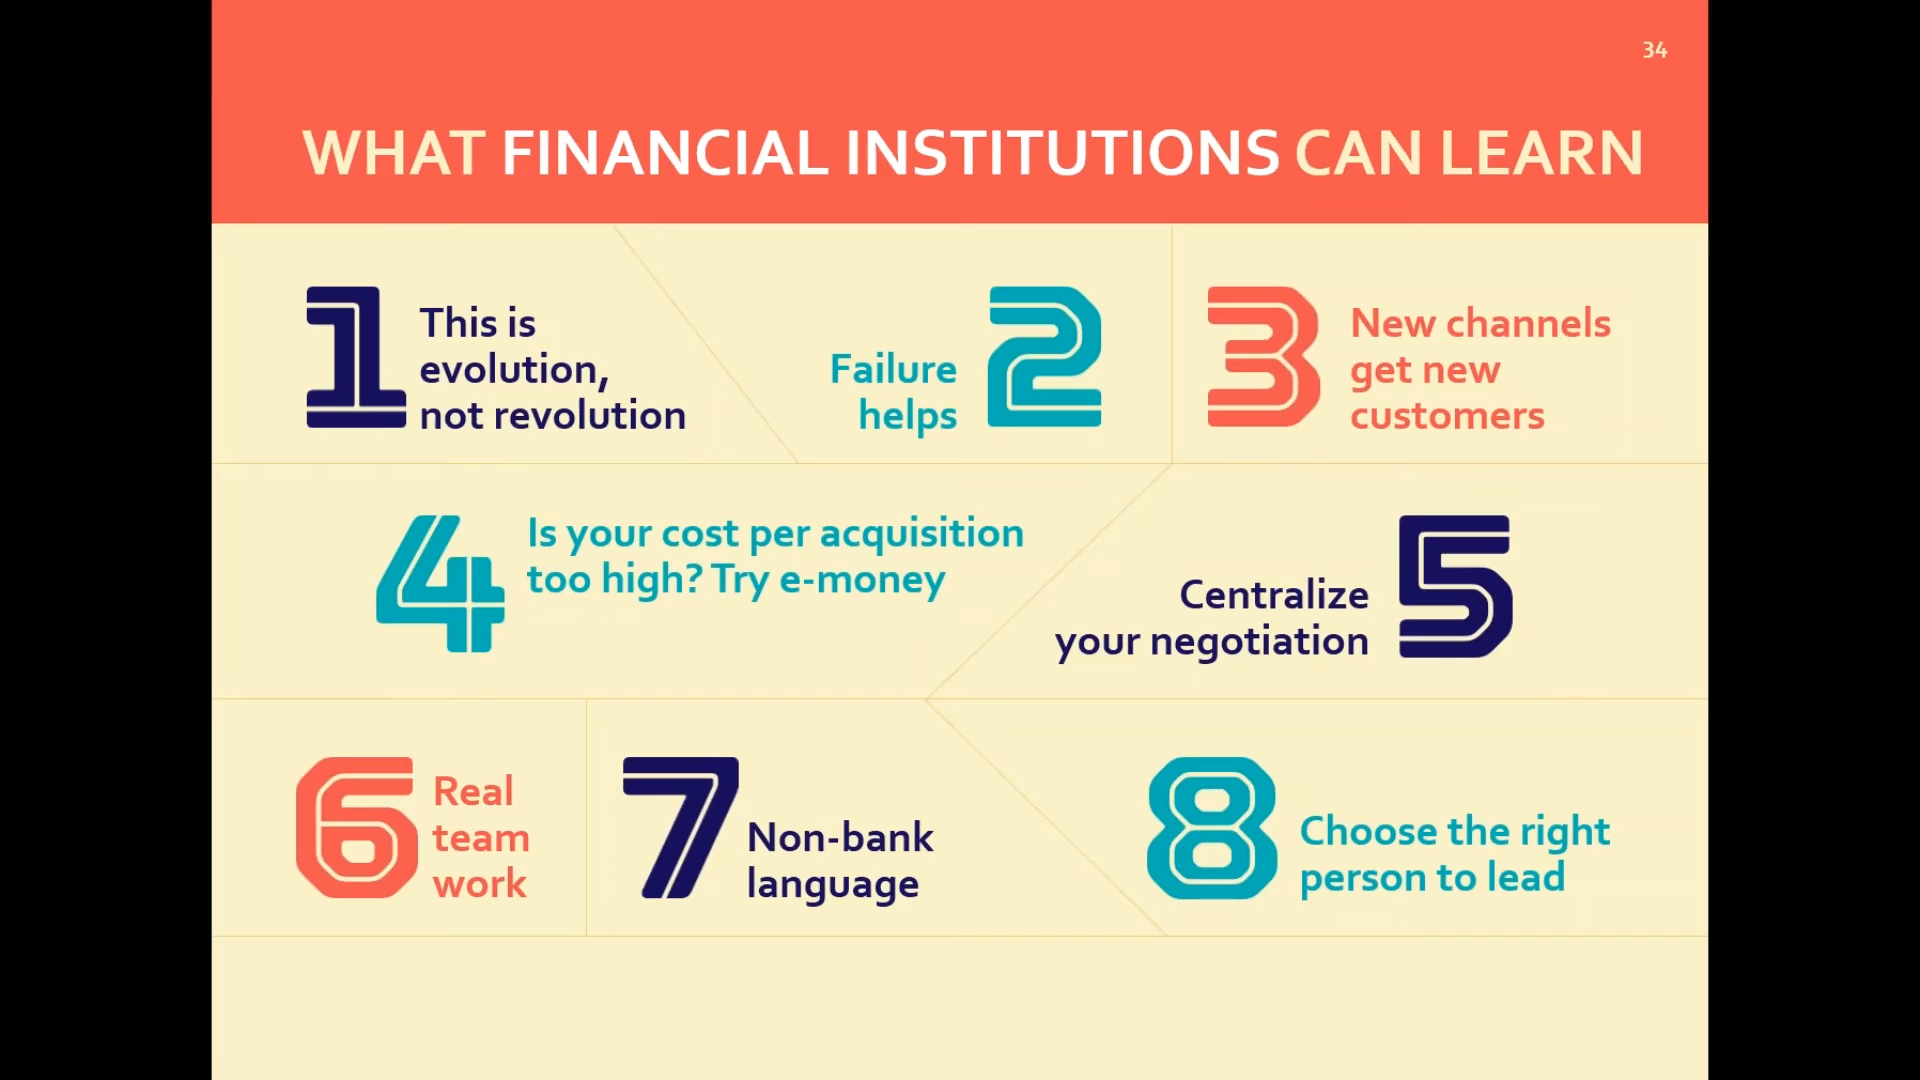 34
WHAT FINANCIAL INSTITUTIONS CAN LEARN
1
This is
evolution,
not revolution
Failure
helps
2
3
New channels
get new
customers
4
Is your cost per acquisition
too high? Try e-money
Centralize
your negotiation
5
6
Real
team
work
7
Non-bank
language
8
Choose the right
person to lead